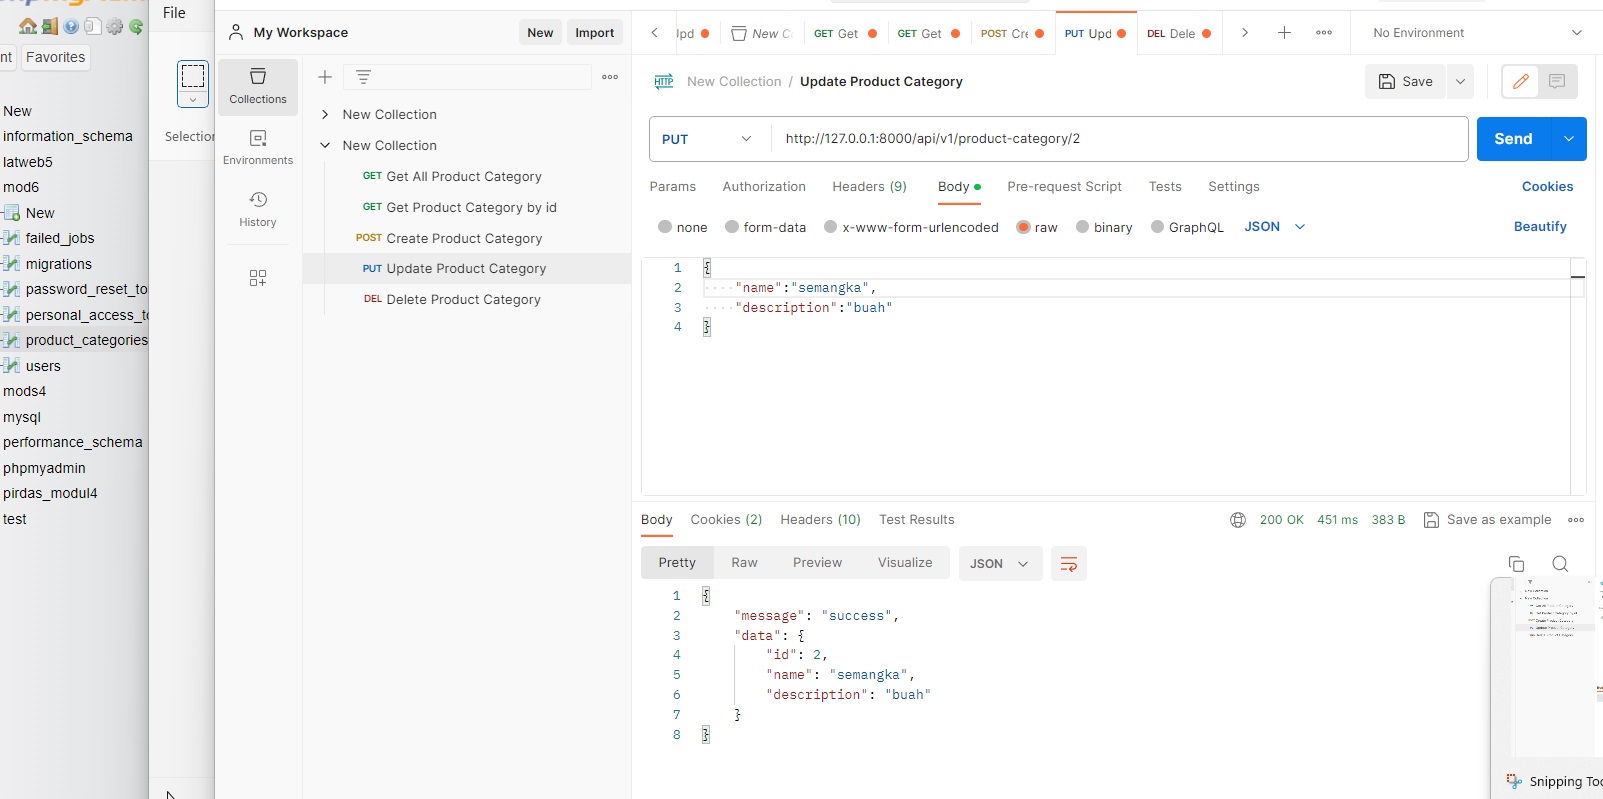 Favorites
New
information_schema
latweb5
mod6
New
failed_jobs
migrations
password_reset_to
personal_access_to
product_categories
users
mods4
mysql
performance_schema
phpmyadmin
pirdas_modul4
test
File
Selection
My Workspace
New
Import
Collections
Environments
History
New Collection
New Collection
GET Get All Product Category
GET Get Product Category by id
POST Create Product Category
PUT Update Product Category
DEL Delete Product Category
Upd
New Co
GET Get
GET Get
POST Cre
PUT Upd
DEL Dele
No Environment
New Collection / Update Product Category
Save
PUT
http://127.0.0.1:8000/api/v1/product-category/2
Send
Params Authorization Headers (9) Body Pre-request Script Tests Settings
Cookies
none form-data x-www-form-urlencoded raw binary GraphQL JSON
Beautify
1 {
2 "name":"semangka",
3 "description":"buah"
4 }
Body Cookies (2) Headers (10) Test Results
200 OK 451 ms 383 B Save as example
Pretty Raw Preview Visualize JSON
1 {
2 "message": "success",
3 "data": {
4 "id": 2,
5 "name": "semangka",
6 "description": "buah"
7 }
8 }
Snipping Too